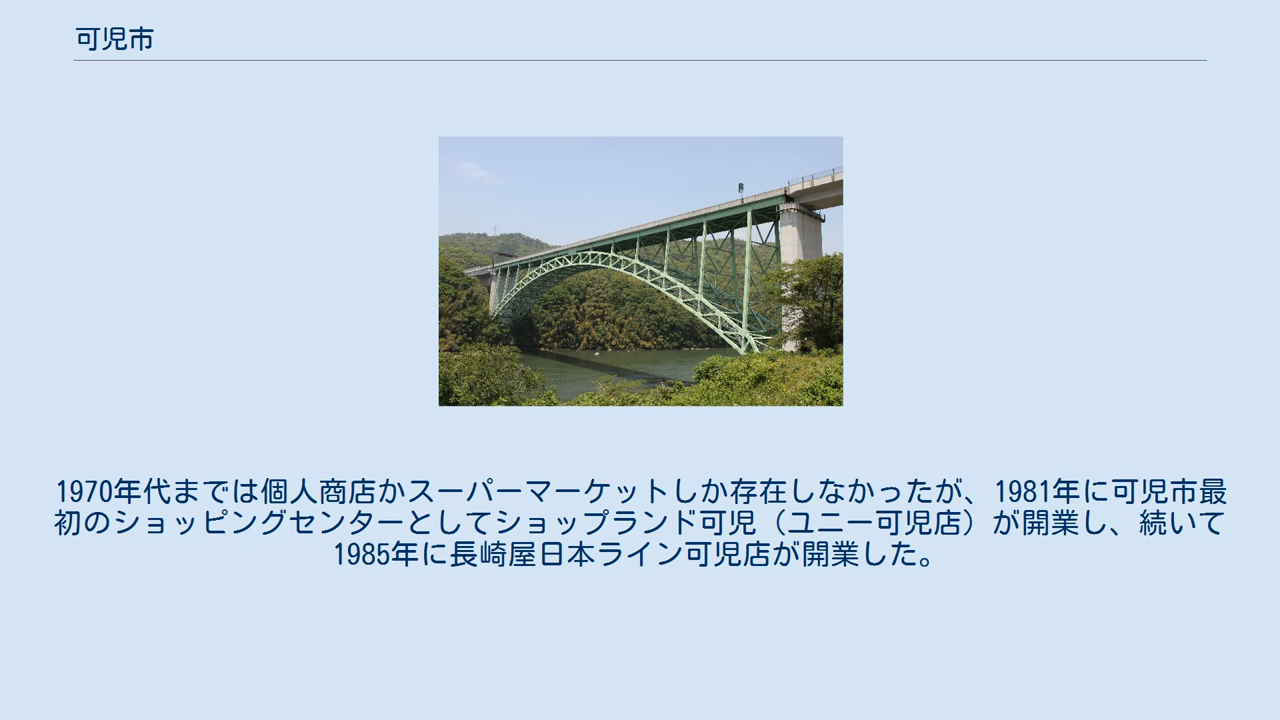 可児市
1970年代までは個人商店かスーパーマーケットしか存在しなかったが、1981年に可児市最
初のショッピングセンターとしてショップランド可児（ユニー可児店）が開業し、続いて
1985年に長崎屋日本ライン可児店が開業した。